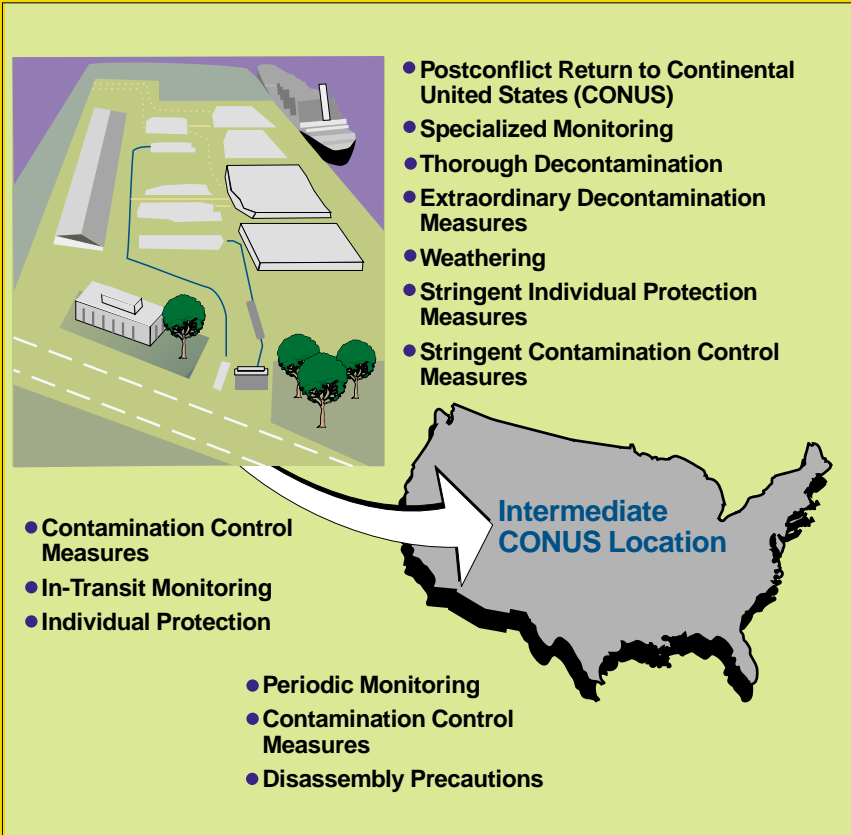 • Postconflict Return to Continental
United States (CONUS)
• Specialized Monitoring
• Thorough Decontamination
• Extraordinary Decontamination
Measures
• Weathering
• Stringent Individual Protection
Measures
• Stringent Contamination Control
Measures
Intermediate
CONUS Location
• Contamination Control
Measures
• In-Transit Monitoring
• Individual Protection
• Periodic Monitoring
• Contamination Control
Measures
• Disassembly Precautions